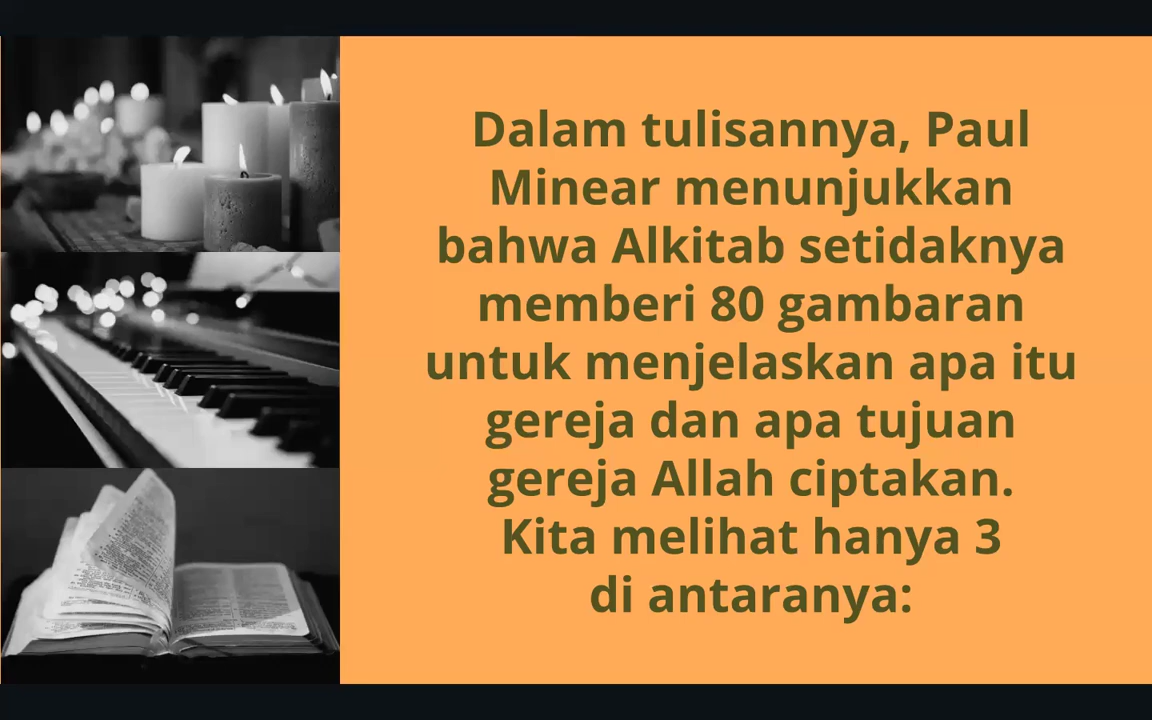 Dalam tulisannya, Paul
Minear menunjukkan
bahwa Alkitab setidaknya
memberi 80 gambaran
untuk menjelaskan apa itu
gereja dan apa tujuan
gereja Allah ciptakan.
Kita melihat hanya 3
di antaranya: